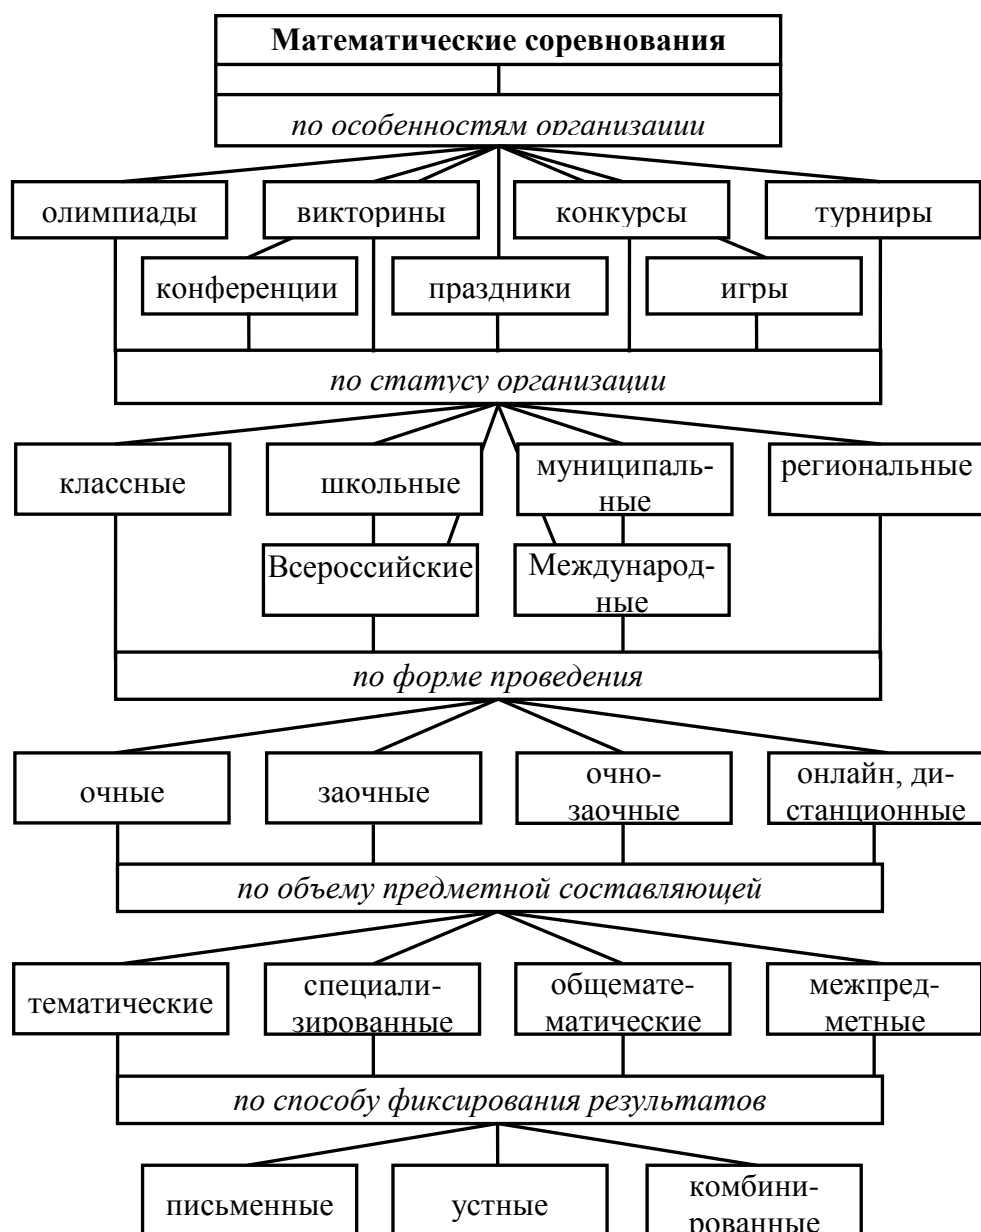 Математические соревнования
по особенностям организации
олимпиады
викторины
конкурсы
турниры
конференции
праздники
игры
по статусу организации
классные
школьные
муниципаль-
ные
региональные
Всероссийские
Международ-
ные
по форме проведения
очные
заочные
очно-
заочные
онлайн, ди-
станционные
по объему предметной составляющей
тематические
специали-
зированные
общемате-
матические
межпред-
метные
по способу фиксирования результатов
письменные
устные
комбини-
рованные